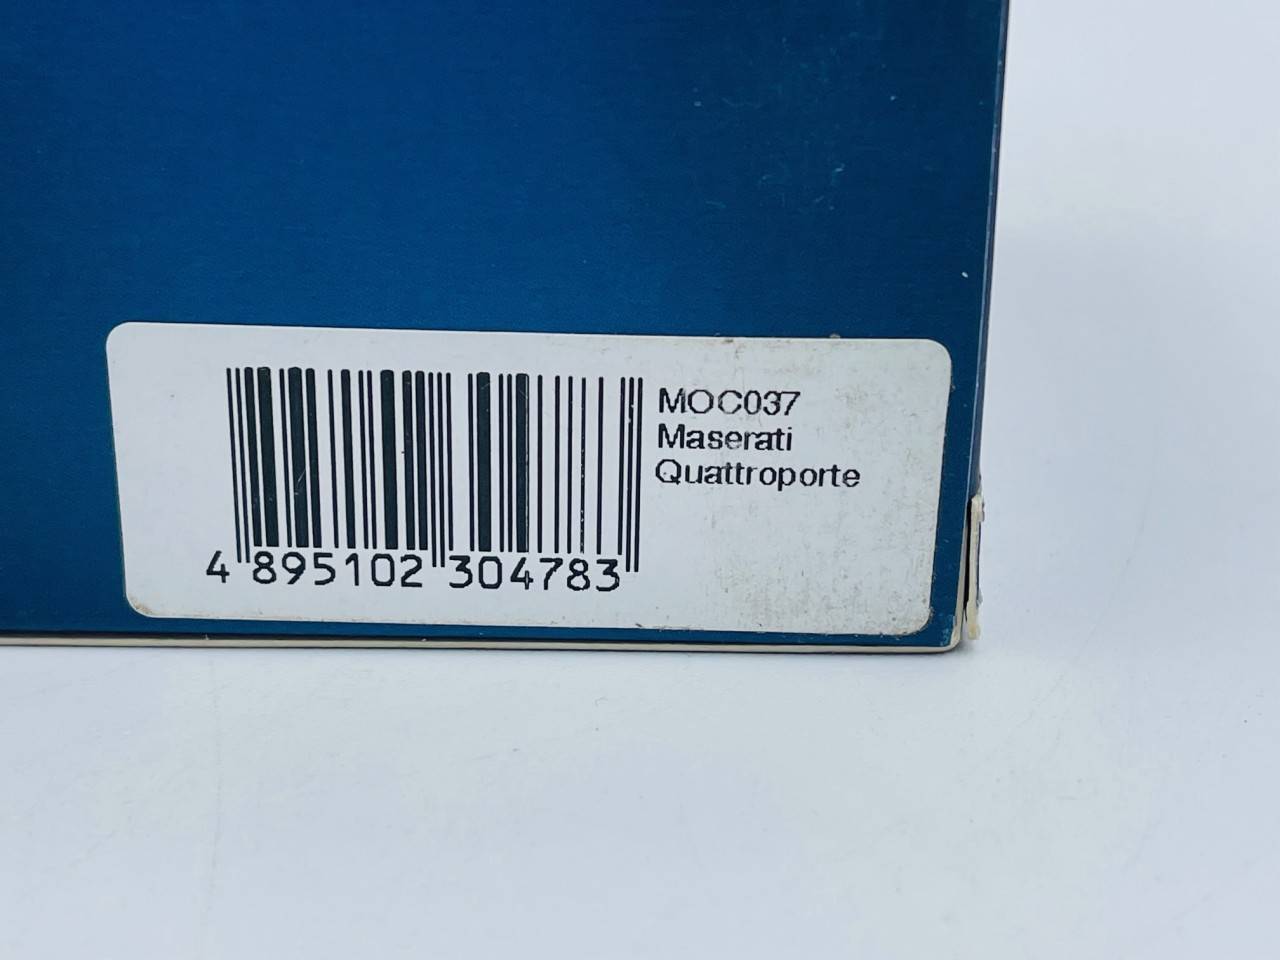 MOC037
Maserati
Quattroporte
4 895102 304783